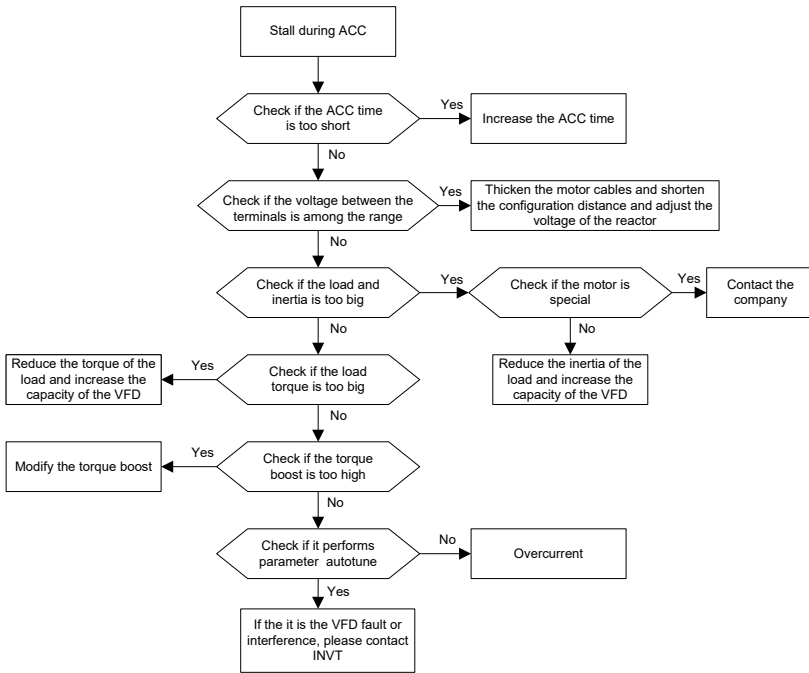 Stall during ACC
Check if the ACC time
is too short
Yes
Increase the ACC time
No
Check if the voltage between the
terminals is among the range
Yes
Thicken the motor cables and shorten
the configuration distance and adjust the
voltage of the reactor
No
Check if the load and
inertia is too big
Yes
Check if the motor is
special
Yes
Contact the
company
No
No
Reduce the torque of the
load and increase the
capacity of the VFD
Yes
Check if the load
torque is too big
Reduce the inertia of the
load and increase the
capacity of the VFD
No
Modify the torque boost
Yes
Check if the torque
boost is too high
No
Check if it performs
parameter autotune
No
Overcurrent
Yes
If the it is the VFD fault or
interference, please contact
INVT